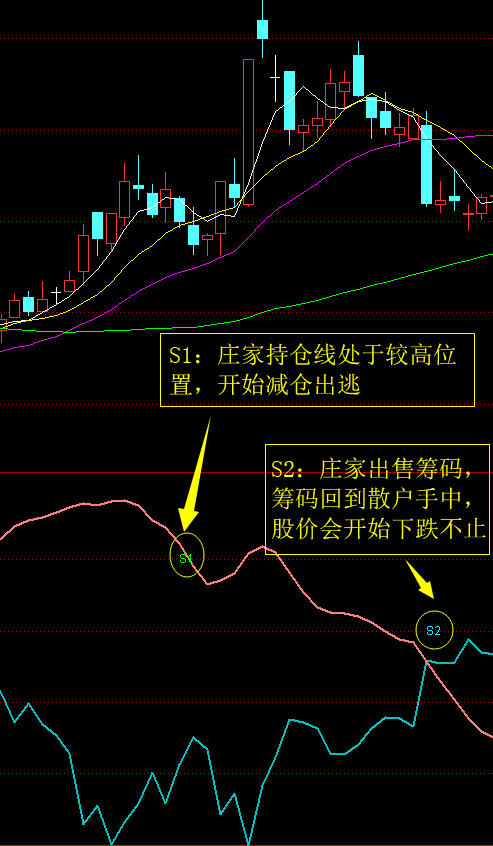 S1：庄家持仓线处于较高位
置，开始减仓出逃
S2：庄家出售筹码，
筹码回到散户手中，
股价会开始下跌不止
S1
S2